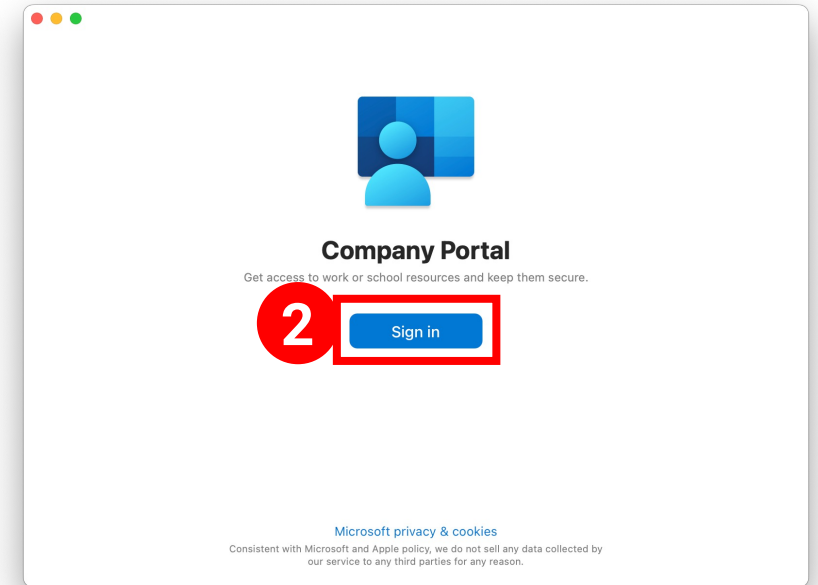 Company Portal
Get access to work or school resources and keep them secure.
2
Sign in
Microsoft privacy & cookies
Consistent with Microsoft and Apple policy, we do not sell any data collected by
our service to any third parties for any reason.